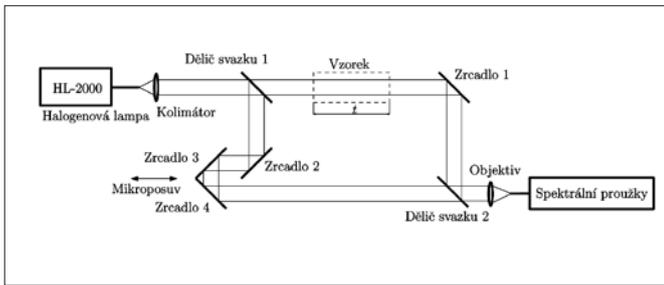 Dělič svazku 1
Vzorek
Zrcadlo 1
HL-2000
Halogenová lampa
Kolimátor
t
Zrcadlo 3
Zrcadlo 2
Mikroposuv
Zrcadlo 4
Objektiv
Spektrální proužky
Dělič svazku 2